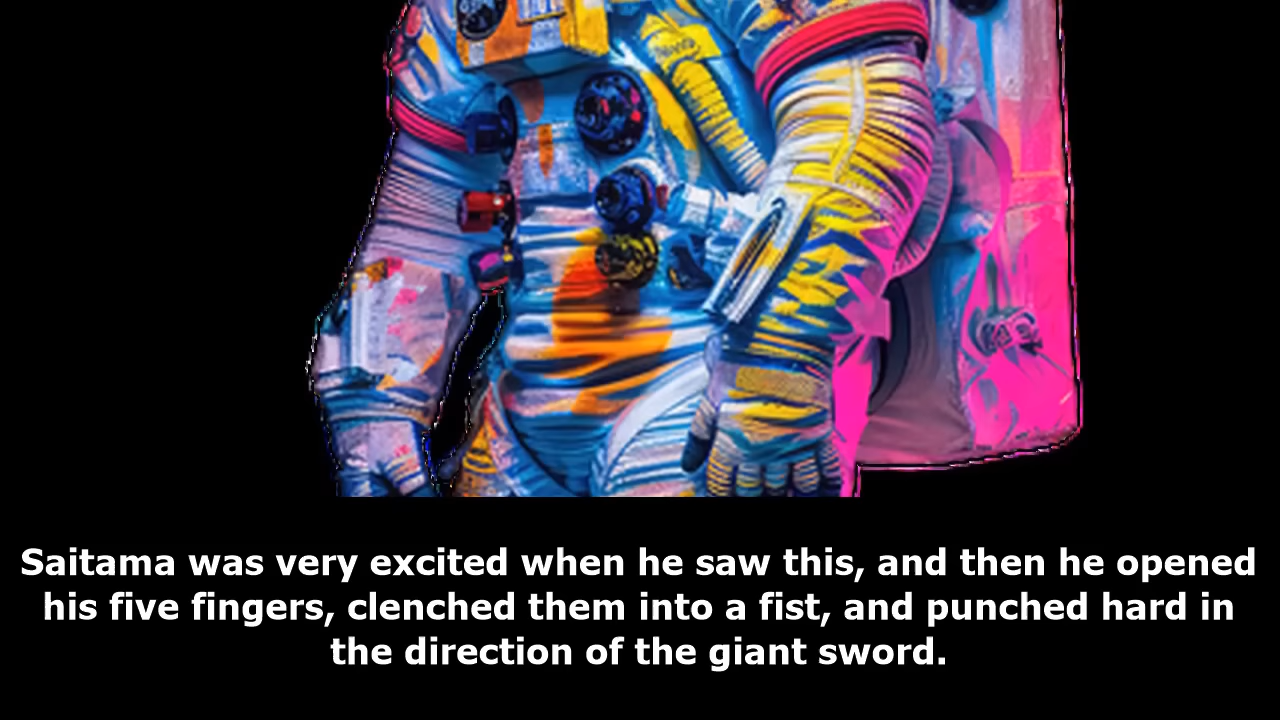 Saitama was very excited when he saw this, and then he opened
his five fingers, clenched them into a fist, and punched hard in
the direction of the giant sword.